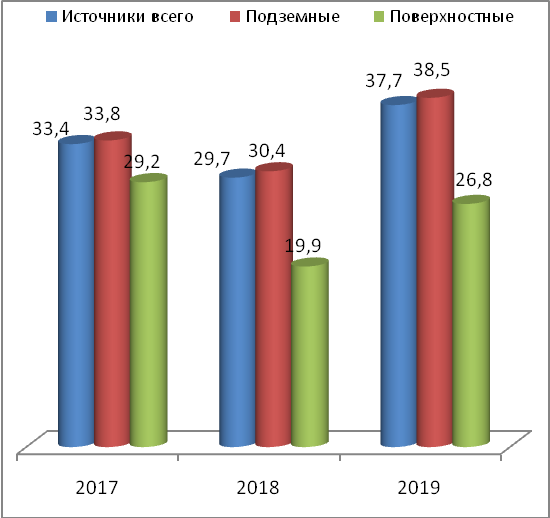 Источники всего Подземные Поверхностные
33,4 33,8 29,2
29,7 30,4 19,9
37,7 38,5 26,8
2017 2018 2019